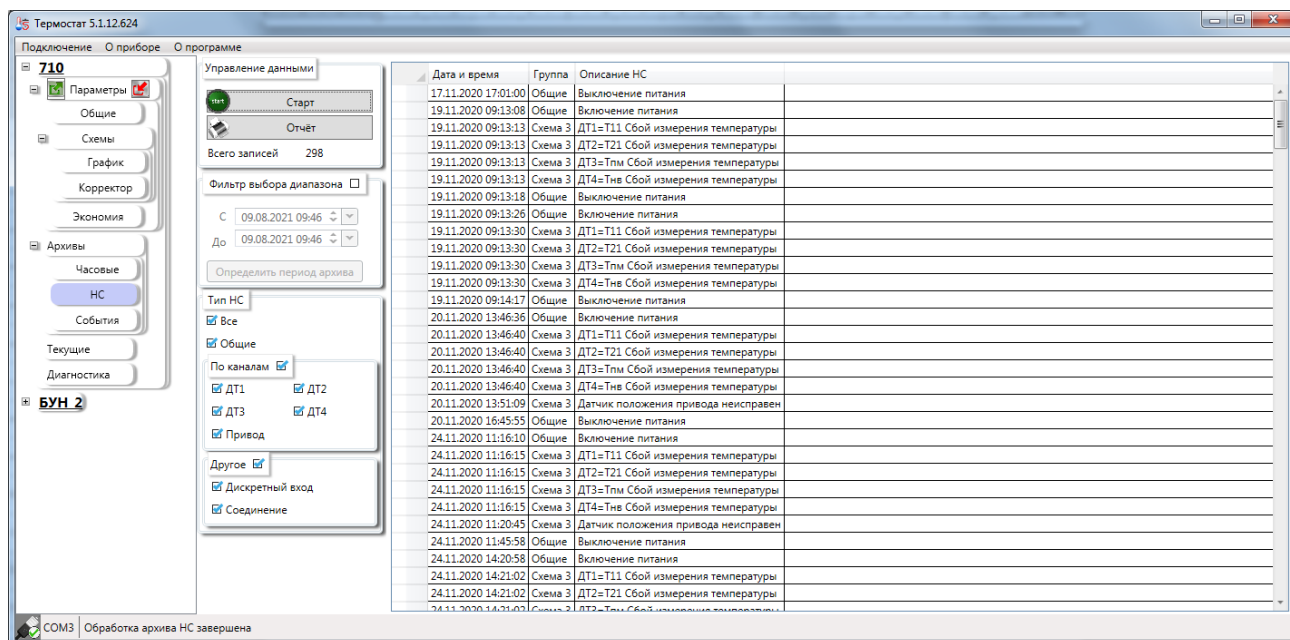 Термостат 5.1.12.624
Подключение О приборе О программе
710
Параметры
Общие
Схемы
График
Корректор
Экономия
Архивы
Часовые
НС
События
Текущие
Диагностика
БУН_2
Управление данными
start Старт
Отчёт
Всего записей 298
Фильтр выбора диапазона
С 09.08.2021 09:46
До 09.08.2021 09:46
Определить период архива
Тип НС
Все
Общие
По каналам
ДТ1 ДТ2
ДТ3 ДТ4
Привод
Другое
Дискретный вход
Соединение
Дата и время Группа Описание НС
17.11.2020 17:01:00 Общие Выключение питания
19.11.2020 09:13:08 Общие Включение питания
19.11.2020 09:13:13 Схема 3 ДТ1=Т11 Сбой измерения температуры
19.11.2020 09:13:13 Схема 3 ДТ2=Т21 Сбой измерения температуры
19.11.2020 09:13:13 Схема 3 ДТ3=Тпм Сбой измерения температуры
19.11.2020 09:13:13 Схема 3 ДТ4=Тнв Сбой измерения температуры
19.11.2020 09:13:18 Общие Выключение питания
19.11.2020 09:13:26 Общие Включение питания
19.11.2020 09:13:30 Схема 3 ДТ1=Т11 Сбой измерения температуры
19.11.2020 09:13:30 Схема 3 ДТ2=Т21 Сбой измерения температуры
19.11.2020 09:13:30 Схема 3 ДТ3=Тпм Сбой измерения температуры
19.11.2020 09:13:30 Схема 3 ДТ4=Тнв Сбой измерения температуры
19.11.2020 09:14:17 Общие Выключение питания
20.11.2020 13:46:36 Общие Включение питания
20.11.2020 13:46:40 Схема 3 ДТ1=Т11 Сбой измерения температуры
20.11.2020 13:46:40 Схема 3 ДТ2=Т21 Сбой измерения температуры
20.11.2020 13:46:40 Схема 3 ДТ3=Тпм Сбой измерения температуры
20.11.2020 13:46:40 Схема 3 ДТ4=Тнв Сбой измерения температуры
20.11.2020 13:51:09 Схема 3 Датчик положения привода неисправен
20.11.2020 16:45:55 Общие Выключение питания
24.11.2020 11:16:10 Общие Включение питания
24.11.2020 11:16:15 Схема 3 ДТ1=Т11 Сбой измерения температуры
24.11.2020 11:16:15 Схема 3 ДТ2=Т21 Сбой измерения температуры
24.11.2020 11:16:15 Схема 3 ДТ3=Тпм Сбой измерения температуры
24.11.2020 11:16:15 Схема 3 ДТ4=Тнв Сбой измерения температуры
24.11.2020 11:20:45 Схема 3 Датчик положения привода неисправен
24.11.2020 11:45:58 Общие Выключение питания
24.11.2020 14:20:58 Общие Включение питания
24.11.2020 14:21:02 Схема 3 ДТ1=Т11 Сбой измерения температуры
24.11.2020 14:21:02 Схема 3 ДТ2=Т21 Сбой измерения температуры
24.11.2020 14:21:02 Схема 3 ДТ3=Тпм Сбой измерения температуры
COM3 Обработка архива НС завершена